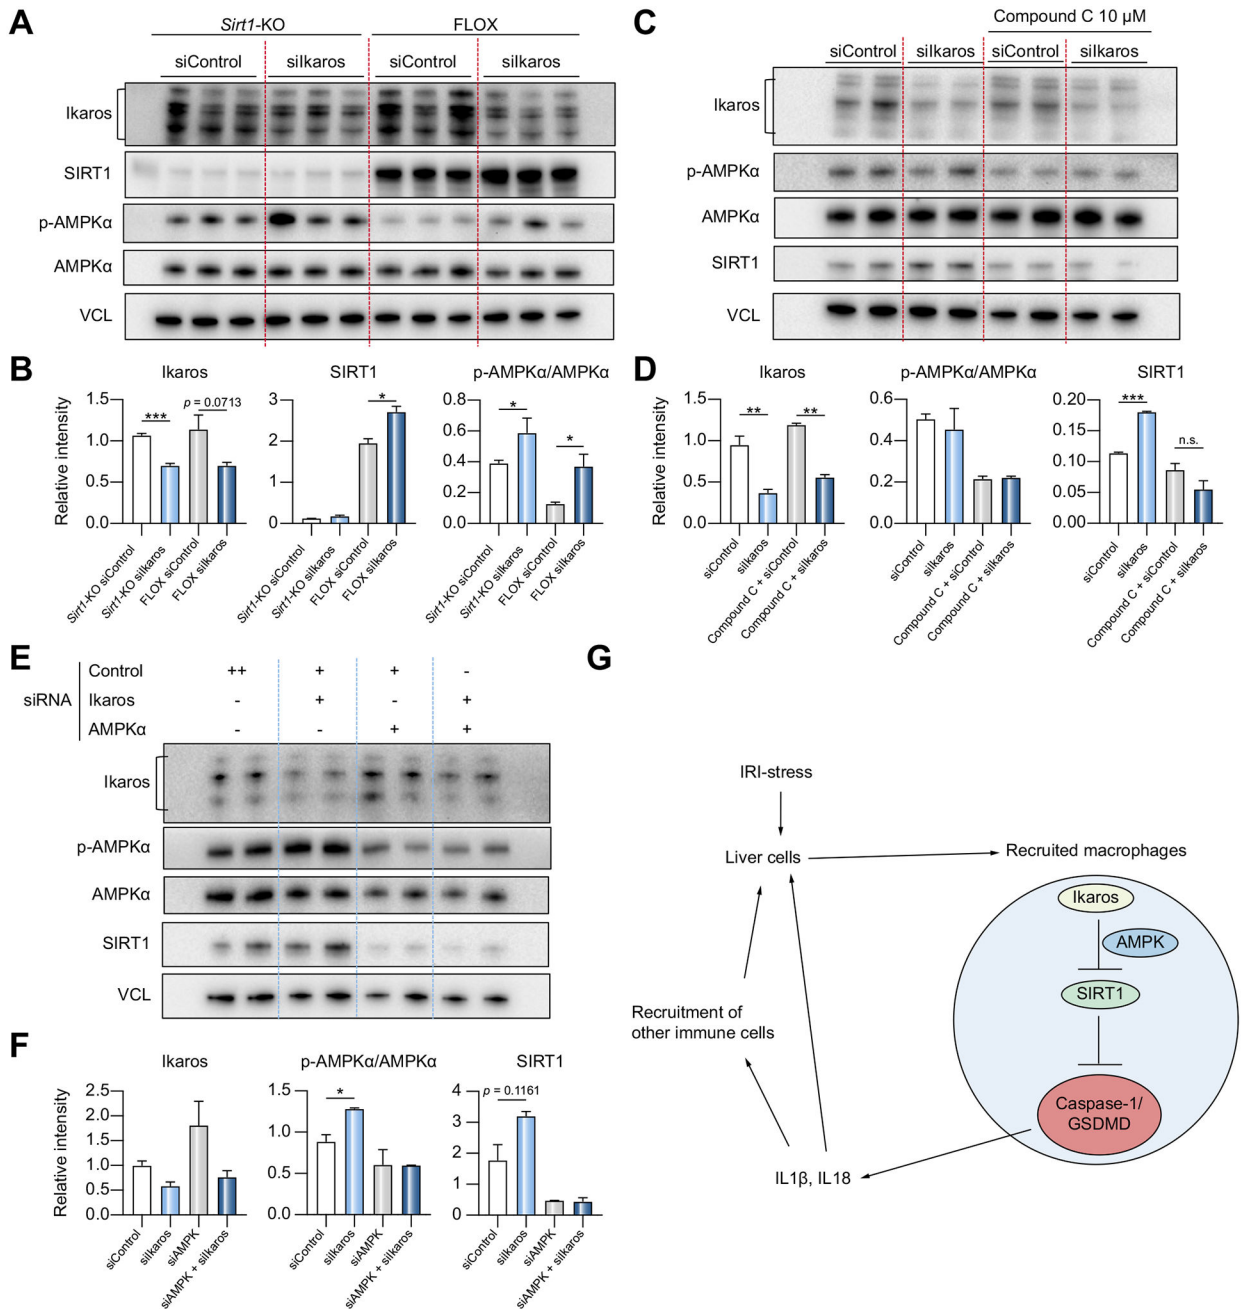 A
Sirt1-KO
FLOX
siControl
siIkaros
siControl
siIkaros
Ikaros
SIRT1
p-AMPKα
AMPKα
VCL
B
Ikaros
Relative intensity
1.5
1.0
0.5
0.0
***
p = 0.0713
Sirt1-KO siControl
Sirt1-KO siIkaros
FLOX siControl
FLOX siIkaros
SIRT1
3
2
1
0
*
Sirt1-KO siControl
Sirt1-KO siIkaros
FLOX siControl
FLOX siIkaros
p-AMPKα/AMPKα
0.8
0.6
0.4
0.2
0.0
*
*
Sirt1-KO siControl
Sirt1-KO siIkaros
FLOX siControl
FLOX siIkaros
C
Compound C 10 μM
siControl
siIkaros
siControl
siIkaros
Ikaros
p-AMPKα
AMPKα
SIRT1
VCL
D
Ikaros
Relative intensity
1.5
1.0
0.5
0.0
**
**
siControl
siIkaros
Compound C + siControl
Compound C + siIkaros
p-AMPKα/AMPKα
0.6
0.4
0.2
0.0
siControl
siIkaros
Compound C + siControl
Compound C + siIkaros
SIRT1
0.20
0.15
0.10
0.05
0.00
***
n.s.
siControl
siIkaros
Compound C + siControl
Compound C + siIkaros
E
siRNA
Control ++ + + -
Ikaros - + - +
AMPKα - - + +
Ikaros
p-AMPKα
AMPKα
SIRT1
VCL
F
Ikaros
Relative intensity
2.5
2.0
1.5
1.0
0.5
0.0
siControl
siIkaros
siAMPK
siAMPK + siIkaros
p-AMPKα/AMPKα
1.5
1.0
0.5
0.0
*
siControl
siIkaros
siAMPK
siAMPK + siIkaros
SIRT1
4
3
2
1
0
p = 0.1161
siControl
siIkaros
siAMPK
siAMPK + siIkaros
G
IRI-stress
Liver cells
Recruited macrophages
Ikaros
AMPK
SIRT1
Caspase-1/
GSDMD
Recruitment of
other immune cells
IL1β, IL18